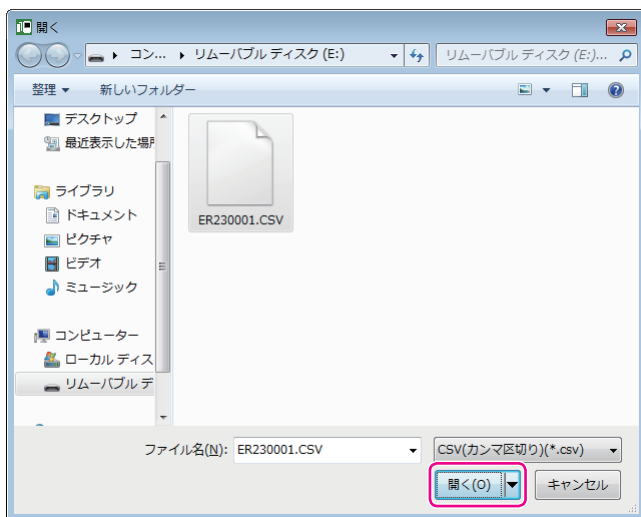 開く
コン... リムーバブル ディスク (E:) リムーバブル ディスク (E:)...
整理 新しいフォルダー
デスクトップ
最近表示した場所
ライブラリ
ドキュメント
ピクチャ
ビデオ
ミュージック
コンピューター
ローカル ディス
リムーバブル デ
ER230001.CSV
ファイル名(N): ER230001.CSV CSV(カンマ区切り)(*.csv)
開く(O) キャンセル